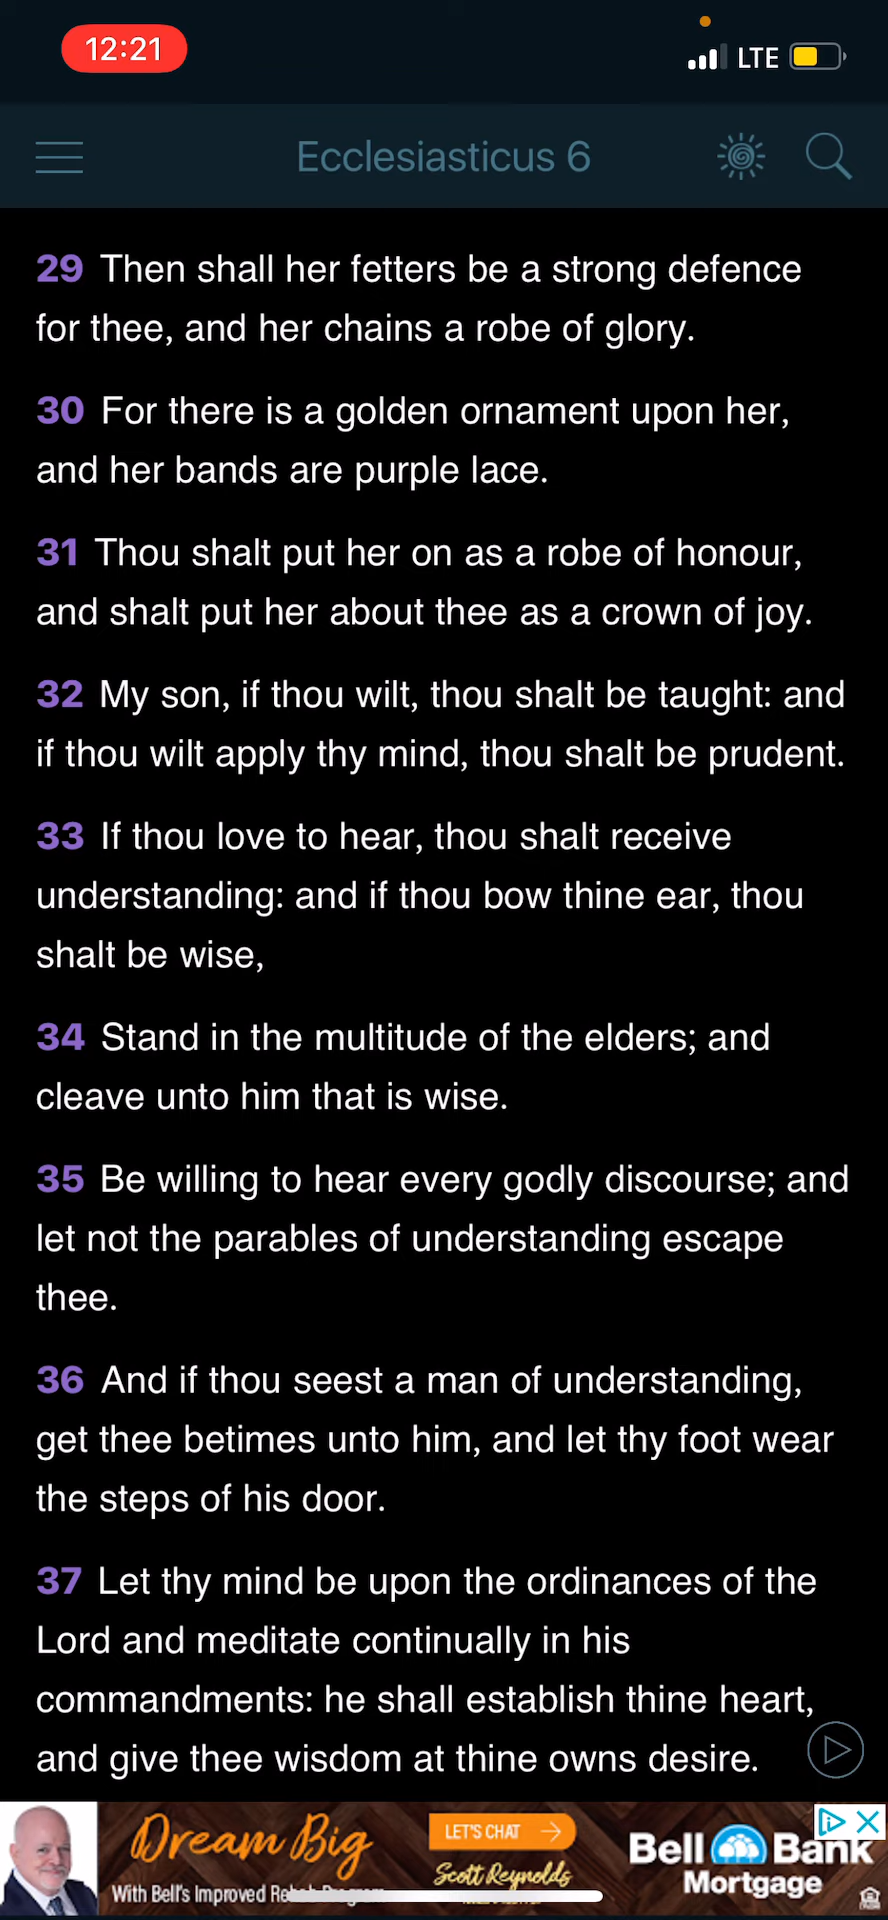 12:21
LTE
Ecclesiasticus 6
29 Then shall her fetters be a strong defence
for thee, and her chains a robe of glory.
30 For there is a golden ornament upon her,
and her bands are purple lace.
31 Thou shalt put her on as a robe of honour,
and shalt put her about thee as a crown of joy.
32 My son, if thou wilt, thou shalt be taught: and
if thou wilt apply thy mind, thou shalt be prudent.
33 If thou love to hear, thou shalt receive
understanding: and if thou bow thine ear, thou
shalt be wise,
34 Stand in the multitude of the elders; and
cleave unto him that is wise.
35 Be willing to hear every godly discourse; and
let not the parables of understanding escape
thee.
36 And if thou seest a man of understanding,
get thee betimes unto him, and let thy foot wear
the steps of his door.
37 Let thy mind be upon the ordinances of the
Lord and meditate continually in his
commandments: he shall establish thine heart,
and give thee wisdom at thine owns desire.
Dream Big
With Bell's Improved
LET'S CHAT
Scott Reynolds
Bell Bank
Mortgage